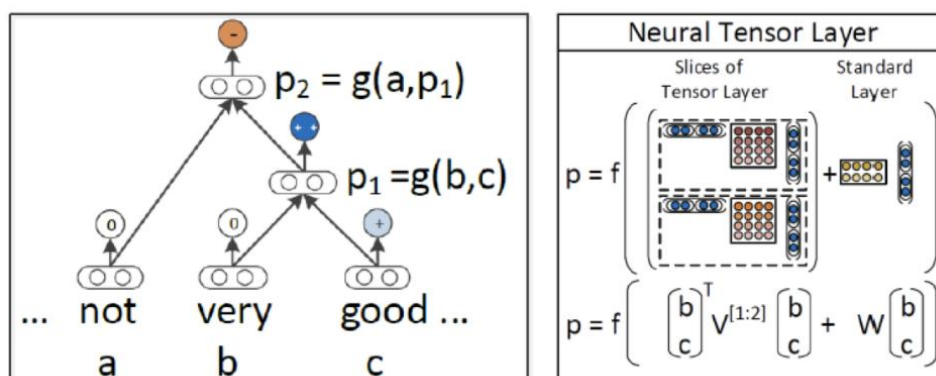 -
p₂ = g(a,p₁)
+ +
p₁ =g(b,c)
0 0 +
... not very good ...
a b c
Neural Tensor Layer
Slices of Standard
Tensor Layer Layer
p = f ( ( ) + )
p = f ( [b c]ᵀ V[1:2] [b c] + W [b c] )